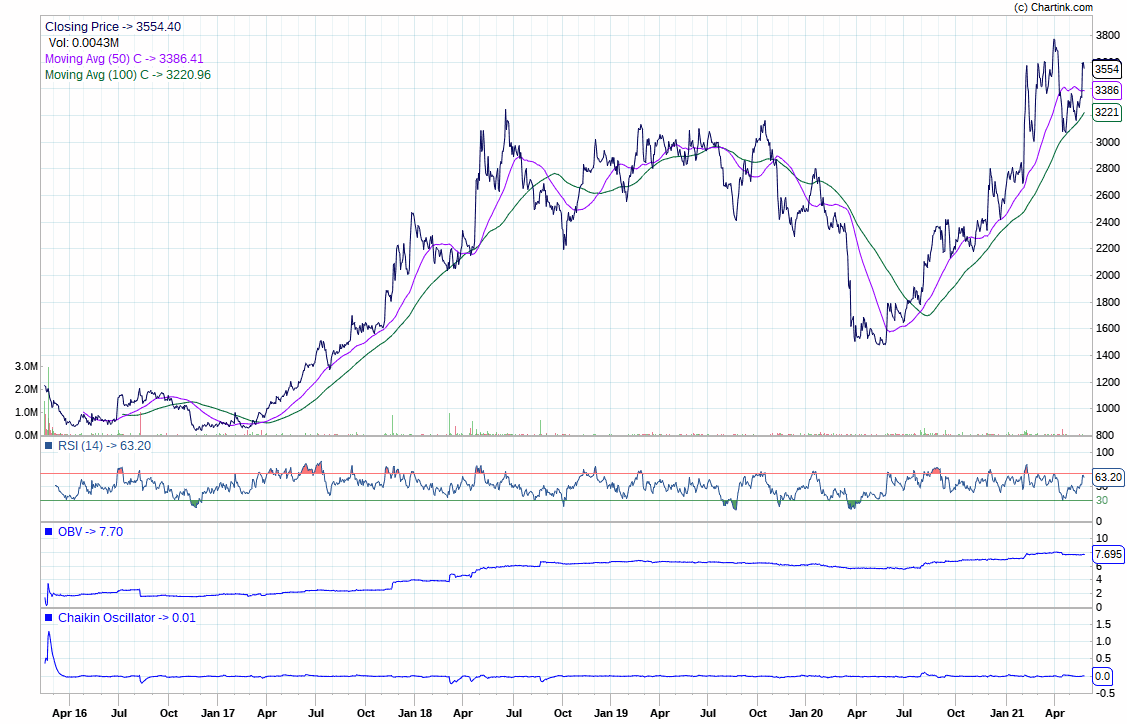 (c) Chartink.com
Closing Price -> 3554.40
Vol: 0.0043M
Moving Avg (50) C -> 3386.41
Moving Avg (100) C -> 3220.96
3800
3554
3386
3221
3000
2800
2600
2400
2200
2000
1800
1600
1400
1200
1000
800
3.0M
2.0M
1.0M
0.0M
RSI (14) -> 63.20
100
63.20
30
0
OBV -> 7.70
10
7.695
6
4
2
0
Chaikin Oscillator -> 0.01
1.5
1.0
0.5
0.0
-0.5
Apr 16 Jul Oct Jan 17 Apr Jul Oct Jan 18 Apr Jul Oct Jan 19 Apr Jul Oct Jan 20 Apr Jul Oct Jan 21 Apr